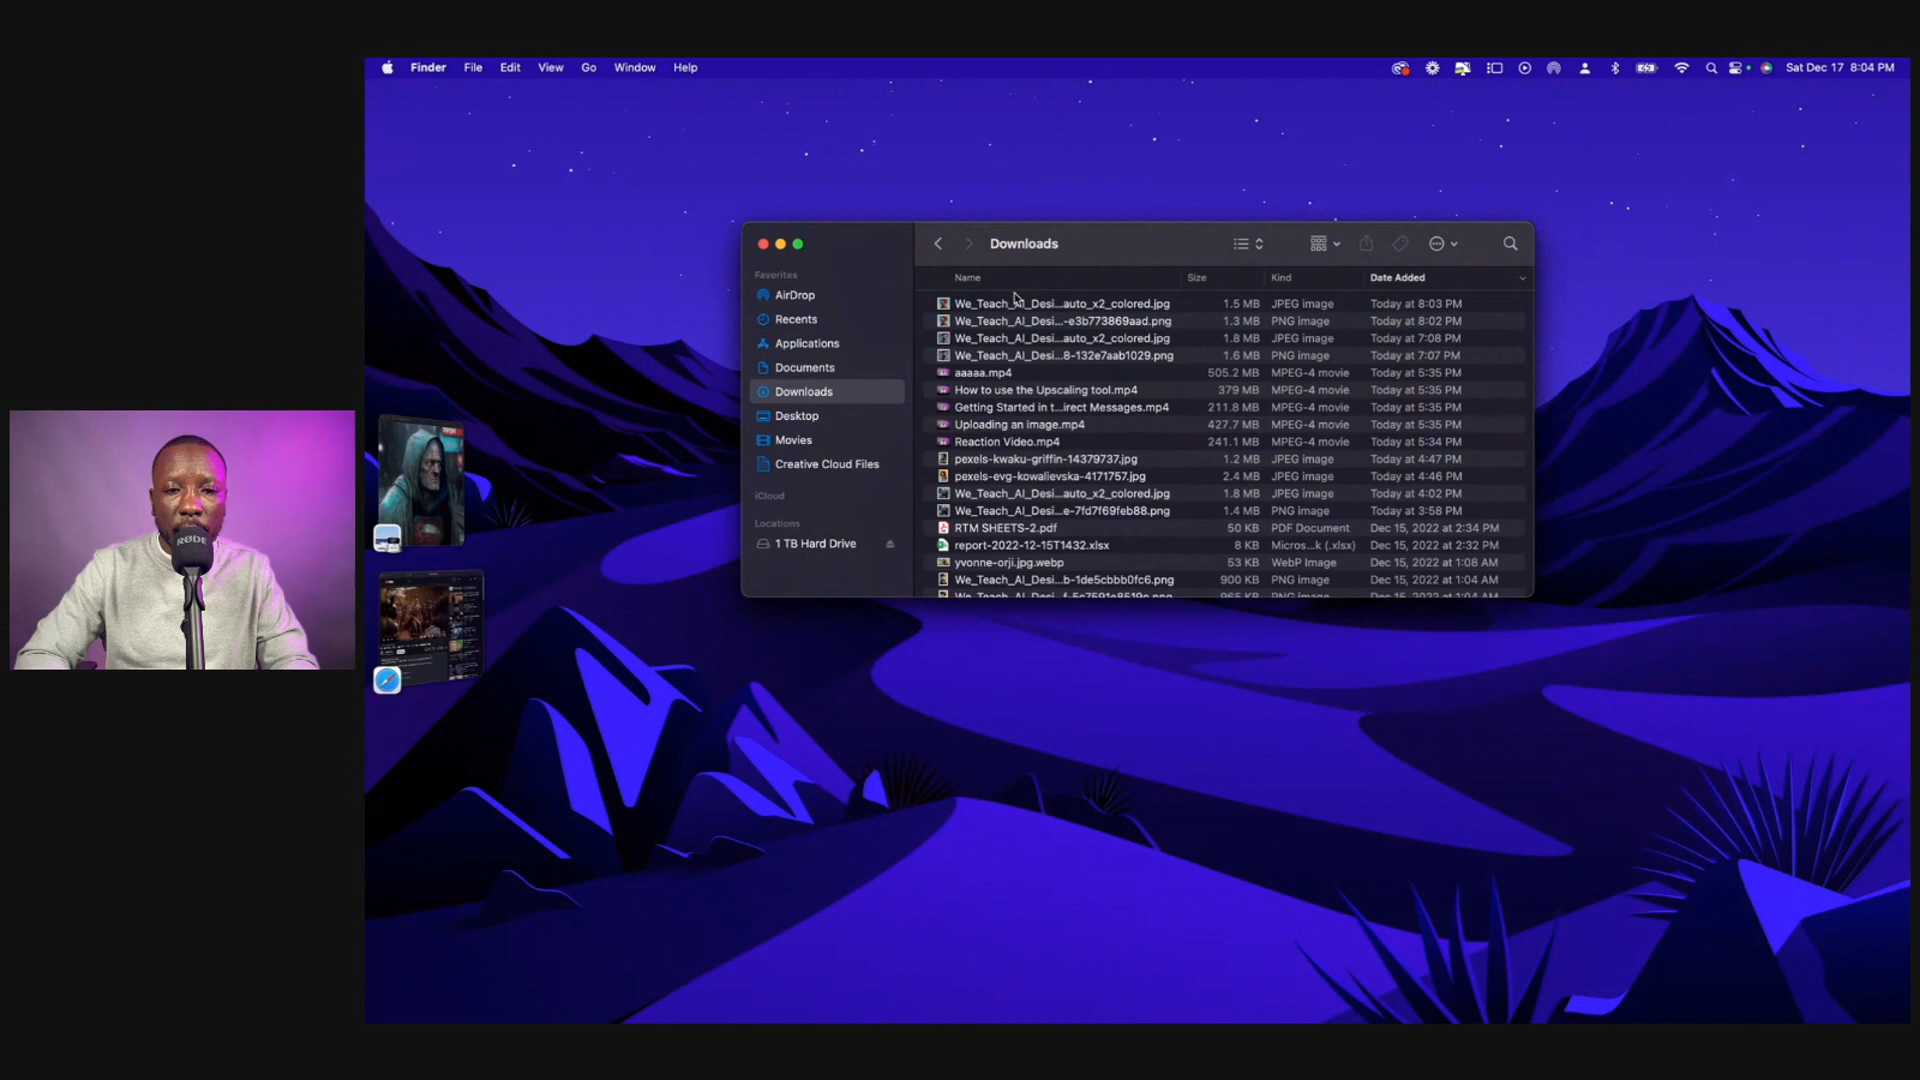 Finder File Edit View Go Window Help Sat Dec 17 8:04 PM
Downloads
Favorites
AirDrop
Recents
Applications
Documents
Downloads
Desktop
Movies
Creative Cloud Files
iCloud
Locations
1 TB Hard Drive
Name Size Kind Date Added
We_Teach_AI_Desi...auto_x2_colored.jpg 1.5 MB JPEG image Today at 8:03 PM
We_Teach_AI_Desi...-e3b773869aad.png 1.3 MB PNG image Today at 8:02 PM
We_Teach_AI_Desi...auto_x2_colored.jpg 1.8 MB JPEG image Today at 7:08 PM
We_Teach_AI_Desi...8-132e7aab1029.png 1.6 MB PNG image Today at 7:07 PM
aaaaa.mp4 505.2 MB MPEG-4 movie Today at 5:35 PM
How to use the Upscaling tool.mp4 379 MB MPEG-4 movie Today at 5:35 PM
Getting Started in t...irect Messages.mp4 211.8 MB MPEG-4 movie Today at 5:35 PM
Uploading an image.mp4 427.7 MB MPEG-4 movie Today at 5:35 PM
Reaction Video.mp4 241.1 MB MPEG-4 movie Today at 5:34 PM
pexels-kwaku-griffin-14379737.jpg 1.2 MB JPEG image Today at 4:47 PM
pexels-evg-kowalievska-4171757.jpg 2.4 MB JPEG image Today at 4:46 PM
We_Teach_AI_Desi...auto_x2_colored.jpg 1.8 MB JPEG image Today at 4:02 PM
We_Teach_AI_Desi...e-7fd7f69feb88.png 1.4 MB PNG image Today at 3:58 PM
RTM SHEETS-2.pdf 50 KB PDF Document Dec 15, 2022 at 2:34 PM
report-2022-12-15T1432.xlsx 8 KB Micros...k (.xlsx) Dec 15, 2022 at 2:32 PM
yvonne-orji.jpg.webp 53 KB WebP Image Dec 15, 2022 at 1:08 AM
We_Teach_AI_Desi...b-1de5cbbb0fc6.png 900 KB PNG image Dec 15, 2022 at 1:04 AM
We_Teach_AI_Desi...f-5c7591e8519c.png 965 KB PNG image Dec 15, 2022 at 1:04 AM
RØDE